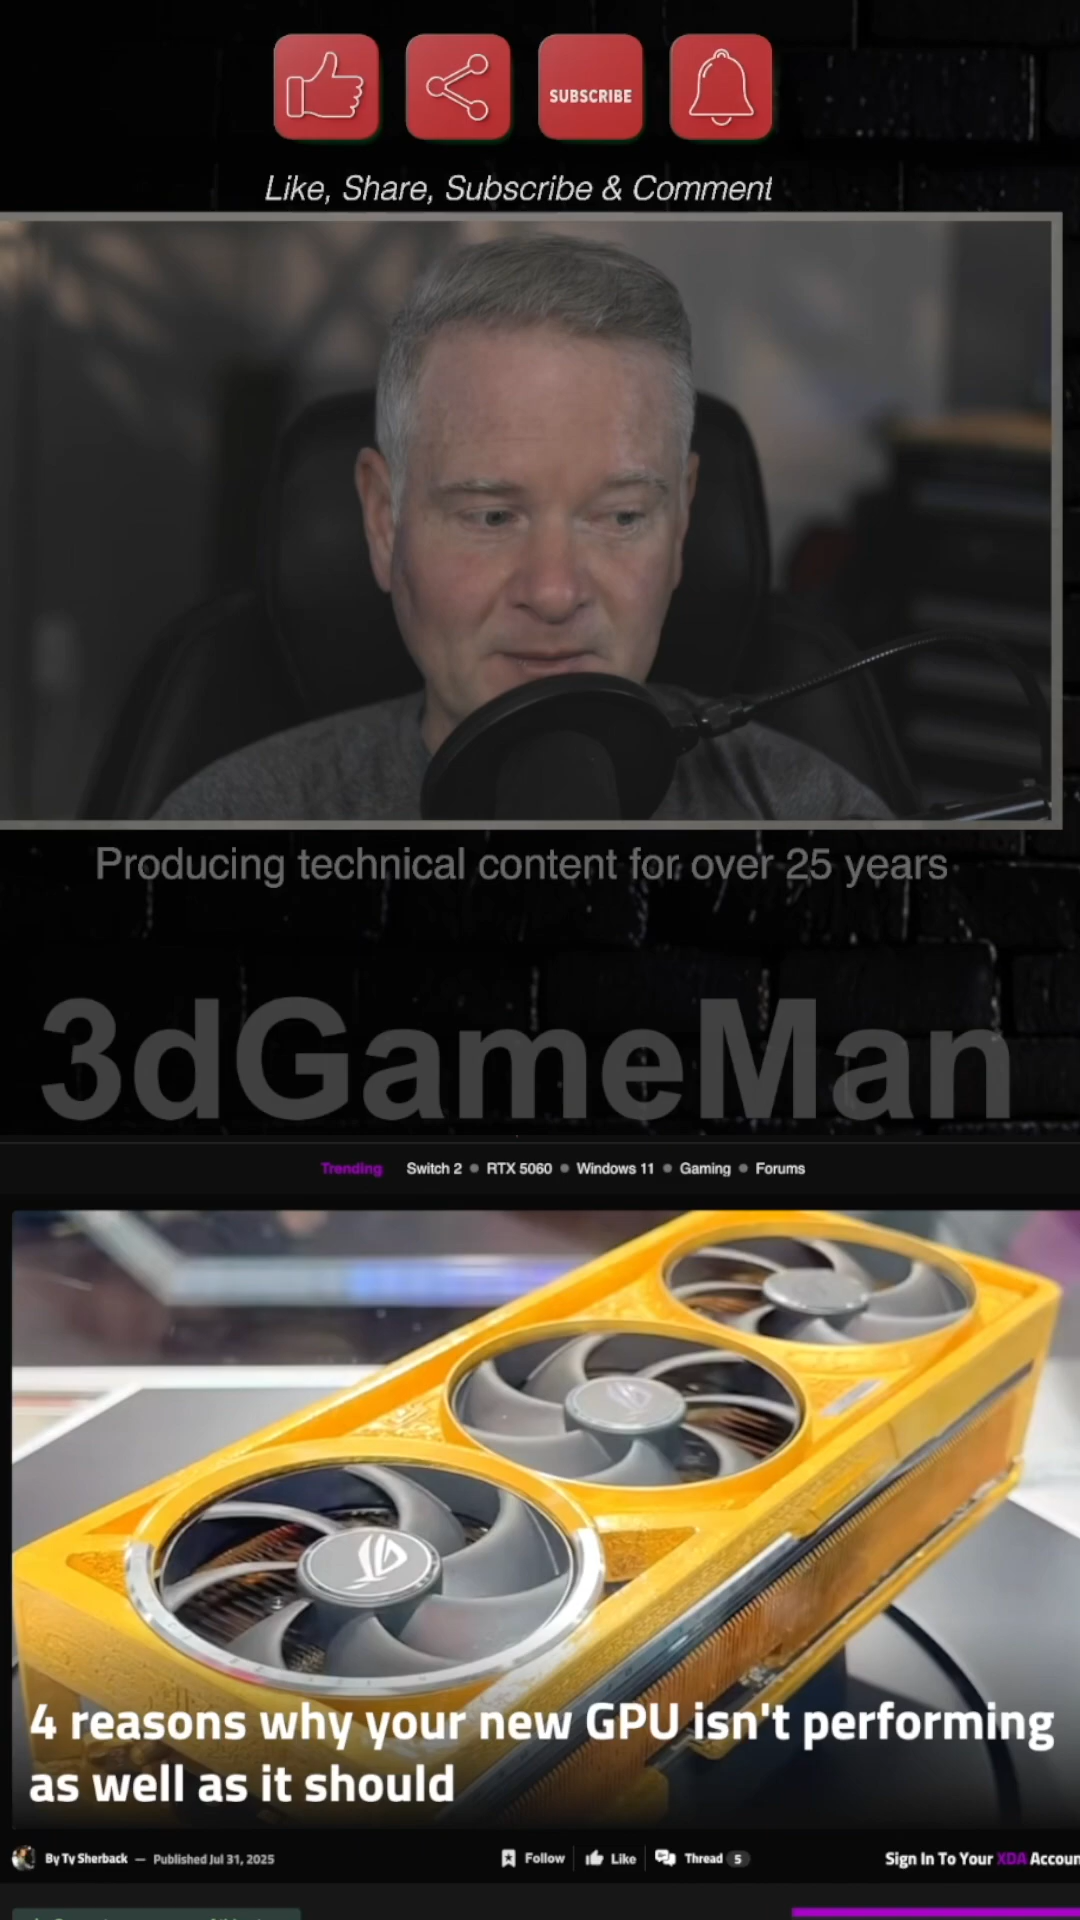 SUBSCRIBE
Like, Share, Subscribe & Comment
Producing technical content for over 25 years
3dGameMan
Trending Switch 2 RTX 5060 Windows 11 Gaming Forums
4 reasons why your new GPU isn't performing
as well as it should
By Ty Sherback — Published Jul 31, 2025
Follow Like Thread 5
Sign In To Your XDA Accoun